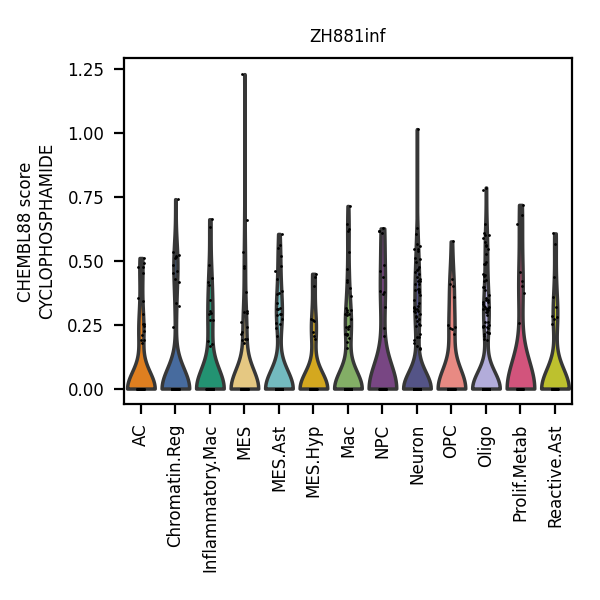 ZH881inf
CHEMBL88 score
CYCLOPHOSPHAMIDE
1.25
1.00
0.75
0.50
0.25
0.00
AC
Chromatin.Reg
Inflammatory.Mac
MES
MES.Ast
MES.Hyp
Mac
NPC
Neuron
OPC
Oligo
Prolif.Metab
Reactive.Ast